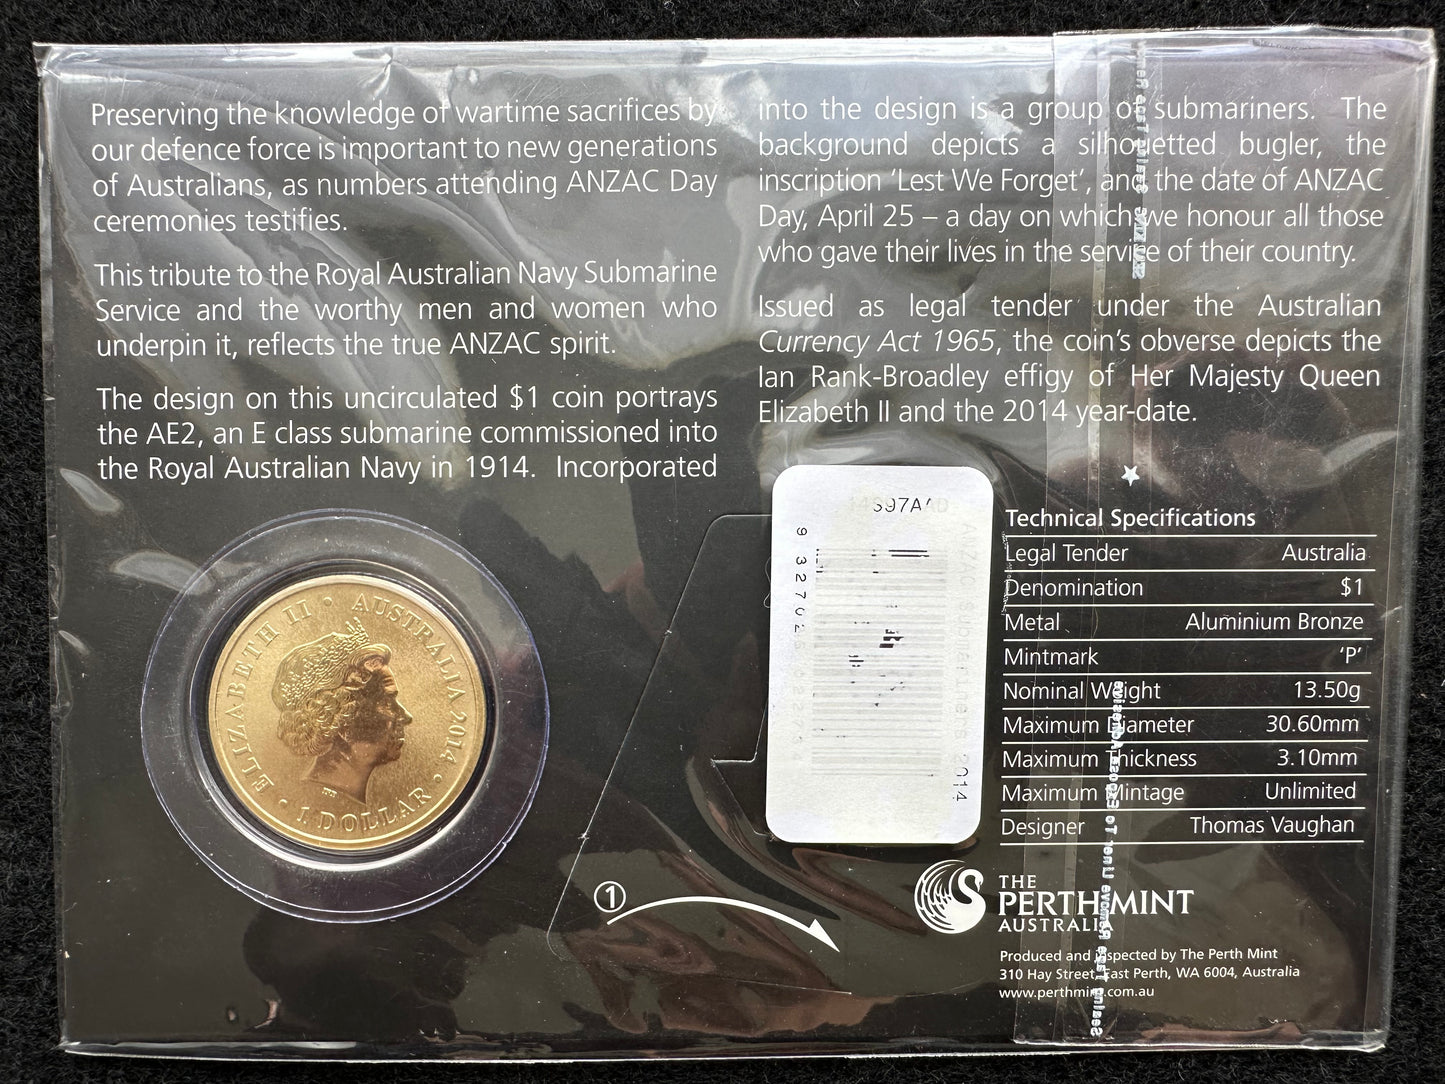 Preserving the knowledge of wartime sacrifices by
our defence force is important to new generations
of Australians, as numbers attending ANZAC Day
ceremonies testifies.
This tribute to the Royal Australian Navy Submarine
Service and the worthy men and women who
underpin it, reflects the true ANZAC spirit.
The design on this uncirculated $1 coin portrays
the AE2, an E class submarine commissioned into
the Royal Australian Navy in 1914. Incorporated
into the design is a group of submariners. The
background depicts a silhouetted bugler, the
inscription ‘Lest We Forget’, and the date of ANZAC
Day, April 25 – a day on which we honour all those
who gave their lives in the service of their country.
Issued as legal tender under the Australian
Currency Act 1965, the coin’s obverse depicts the
Ian Rank-Broadley effigy of Her Majesty Queen
Elizabeth II and the 2014 year-date.
ELIZABETH II • AUSTRALIA 2014 •
1 DOLLAR •
ANZAC Submariners 2014
Technical Specifications
Legal Tender Australia
Denomination $1
Metal Aluminium Bronze
Mintmark ‘P’
Nominal Weight 13.50g
Maximum Diameter 30.60mm
Maximum Thickness 3.10mm
Maximum Mintage Unlimited
Designer Thomas Vaughan
1
THE
PERTH MINT
AUSTRALIA
Produced and inspected by The Perth Mint
310 Hay Street, East Perth, WA 6004, Australia
www.perthmint.com.au